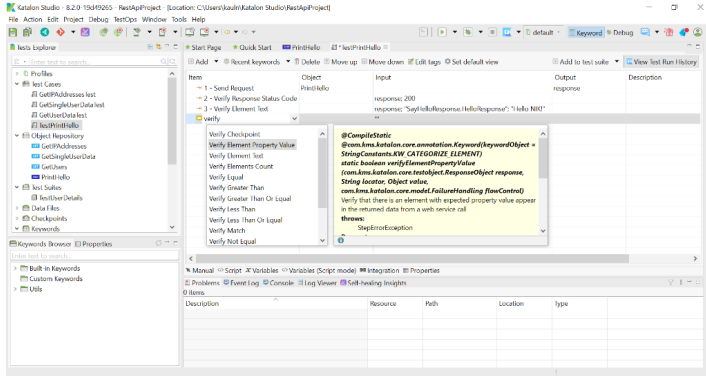 Katalon Studio - 8.2.0 - RestApiProject - [Location: C:\Users\kauln\Katalon Studio\RestApiProject]
File Actions Edit Project Debug TestOps Window Tools Help
default Keyword Debug
Tests Explorer
Enter text to search...
Profiles
Test Cases
GetIPAddressesTest
GetSingleUserDataTest
GetUserDataTest
TestPrintHello
Object Repository
GetIPAddresses
GetSingleUserData
GetUsers
PrintHello
Test Suites
TestUserDetails
Data Files
Checkpoints
Keywords
Keywords Browser Properties
Enter text to search...
Built-in Keywords
Custom Keywords
Utils
Start Page Quick Start PrintHello *TestPrintHello
Add Recent keywords Delete Move up Move down Edit tags Set default view Add to test suite View Test Run History
Item Object Input Output Description
1 - Send Request PrintHello response
2 - Verify Response Status Code response; 200
3 - Verify Element Text response; "SayHelloResponse.HelloResponse"; "Hello NIKI"
verify ""
Verify Checkpoint
Verify Element Property Value
Verify Element Text
Verify Elements Count
Verify Equal
Verify Greater Than
Verify Greater Than Or Equal
Verify Less Than
Verify Less Than Or Equal
Verify Match
Verify Not Equal
@CompileStatic
@com.kms.katalon.core.annotation.Keyword(keywordObject =
StringConstants.KW_CATEGORIZE_ELEMENT)
static boolean verifyElementPropertyValue
(com.kms.katalon.core.testobject.ResponseObject response,
String locator, Object value,
com.kms.katalon.core.model.FailureHandling flowControl)
Verify that there is an element with expected property value appear
in the returned data from a web service call
throws:
StepErrorException
Manual Script Variables Variables (Script mode) Integration Properties
Problems Event Log Console Log Viewer Self-healing Insights
0 items
Description Resource Path Location Type